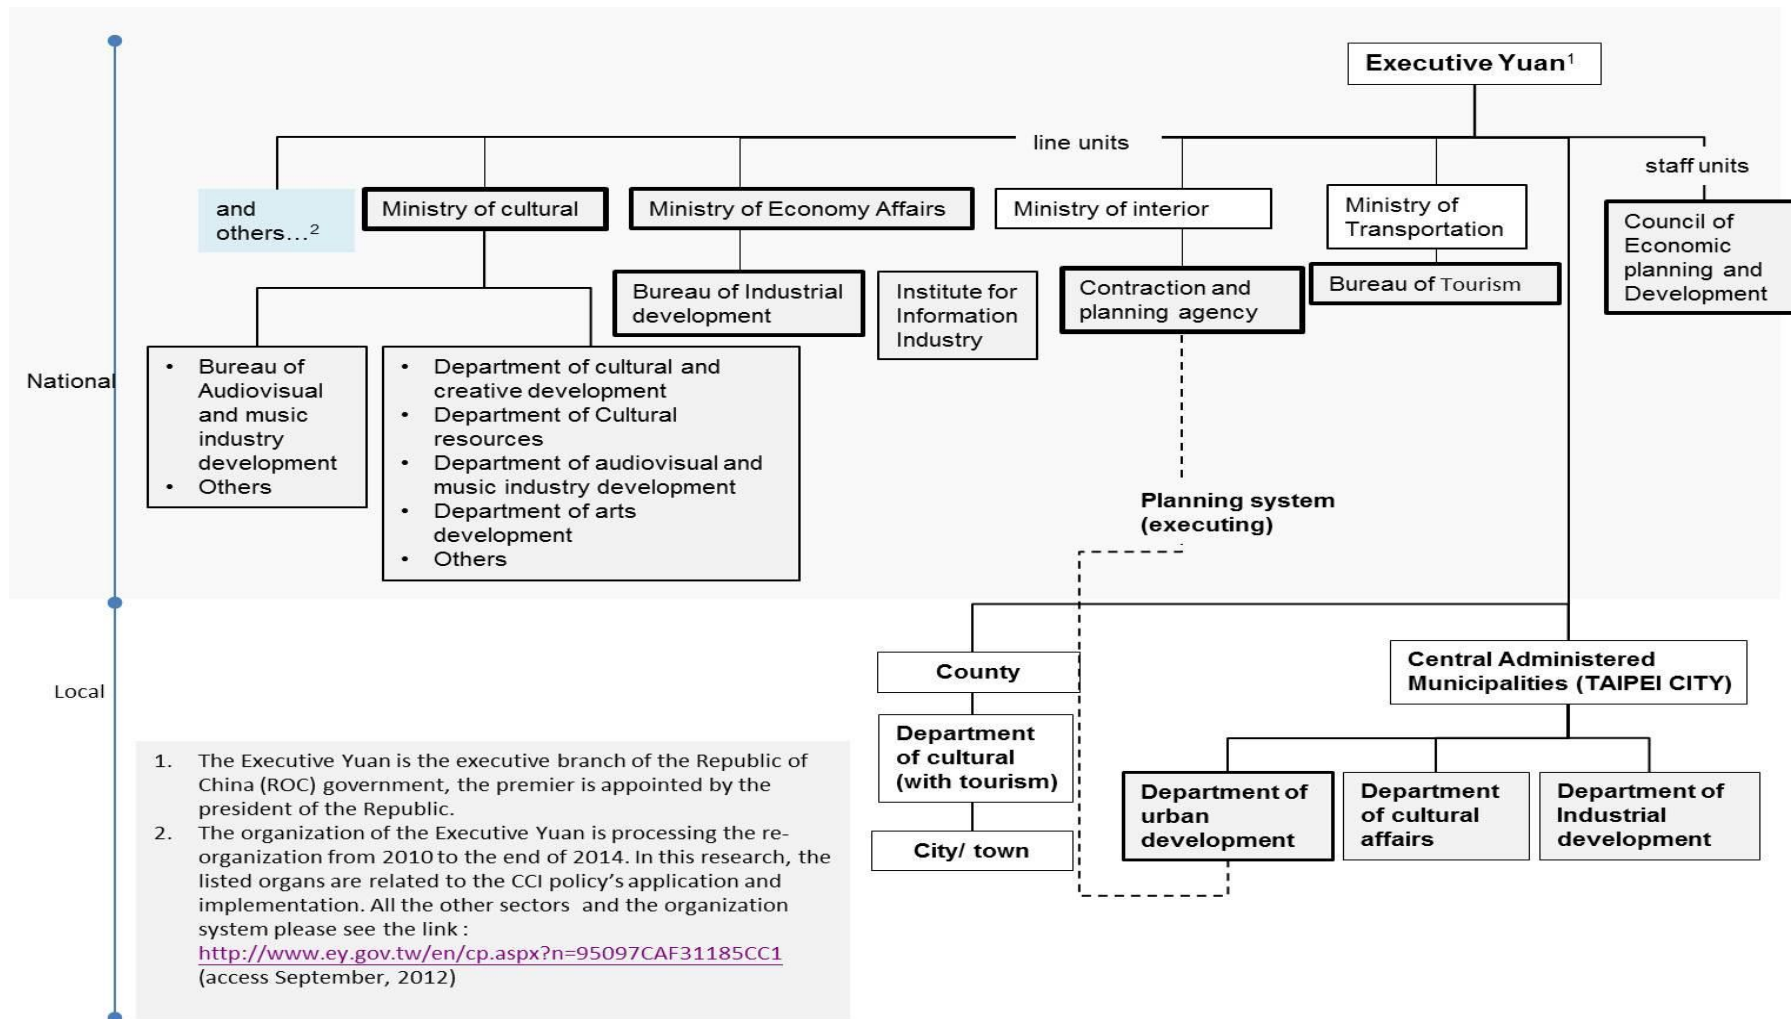 Executive Yuan¹
line units
staff units
and
others…²
Ministry of cultural
Ministry of Economy Affairs
Ministry of interior
Ministry of
Transportation
Council of
Economic
planning and
Development
Bureau of Industrial
development
Institute for
Information
Industry
Contraction and
planning agency
Bureau of Tourism
National
• Bureau of
Audiovisual
and music
industry
development
• Others
• Department of cultural and
creative development
• Department of Cultural
resources
• Department of audiovisual and
music industry development
• Department of arts
development
• Others
Planning system
(executing)
Local
County
Department
of cultural
(with tourism)
City/ town
Central Administered
Municipalities (TAIPEI CITY)
Department of
urban
development
Department
of cultural
affairs
Department of
Industrial
development
1. The Executive Yuan is the executive branch of the Republic of
China (ROC) government, the premier is appointed by the
president of the Republic.
2. The organization of the Executive Yuan is processing the re-
organization from 2010 to the end of 2014. In this research, the
listed organs are related to the CCI policy’s application and
implementation. All the other sectors and the organization
system please see the link :
http://www.ey.gov.tw/en/cp.aspx?n=95097CAF31185CC1
(access September, 2012)